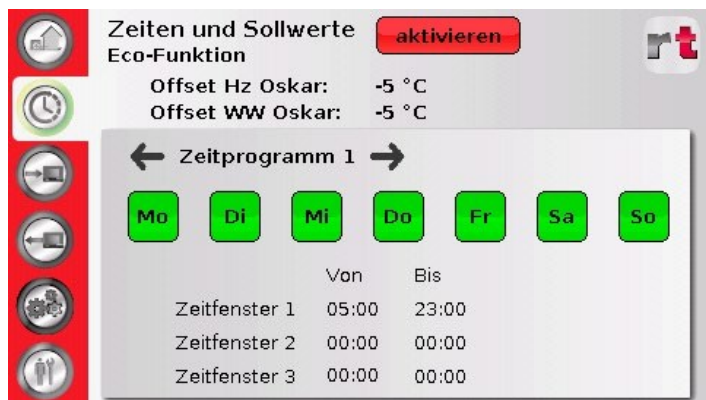 Zeiten und Sollwerte aktivieren rt
Eco-Funktion
Offset Hz Oskar: -5 °C
Offset WW Oskar: -5 °C
Zeitprogramm 1
Mo Di Mi Do Fr Sa So
Von Bis
Zeitfenster 1 05:00 23:00
Zeitfenster 2 00:00 00:00
Zeitfenster 3 00:00 00:00